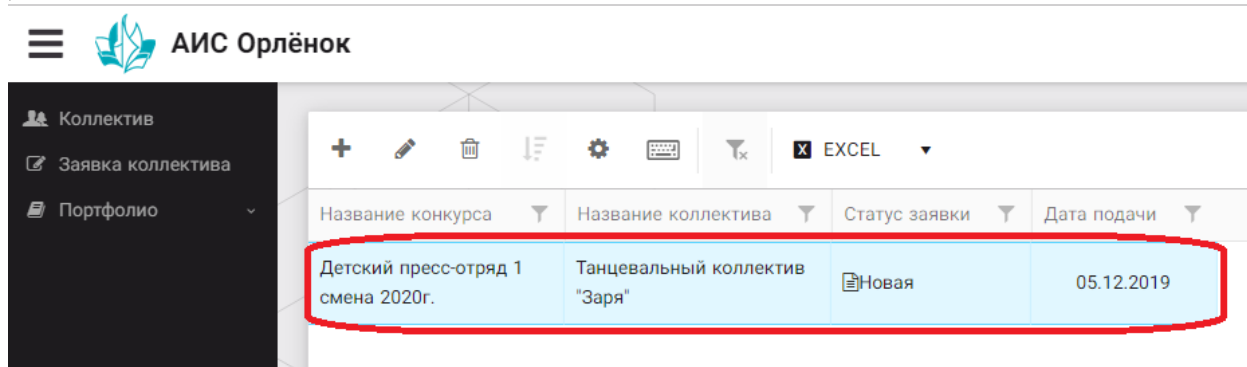 АИС Орлёнок
Коллектив
Заявка коллектива
Портфолио
X EXCEL
Название конкурса Название коллектива Статус заявки Дата подачи
Детский пресс-отряд 1 Танцевальный коллектив Новая 05.12.2019
смена 2020г. "Заря"